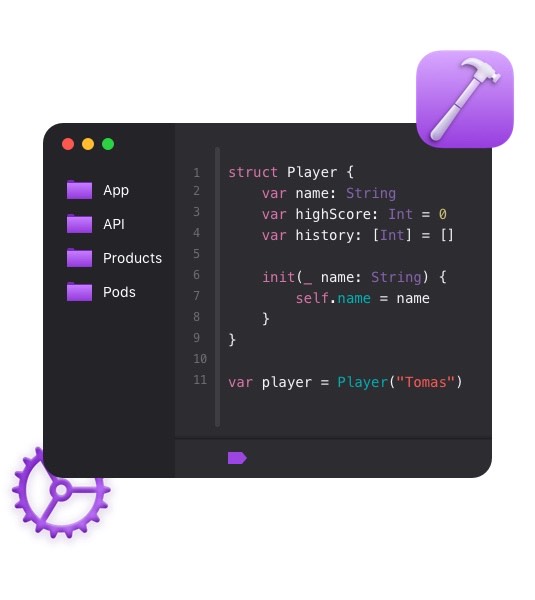 App
API
Products
Pods
1 struct Player {
2 var name: String
3 var highScore: Int = 0
4 var history: [Int] = []
5
6 init(_ name: String) {
7 self.name = name
8 }
9 }
10
11 var player = Player("Tomas")